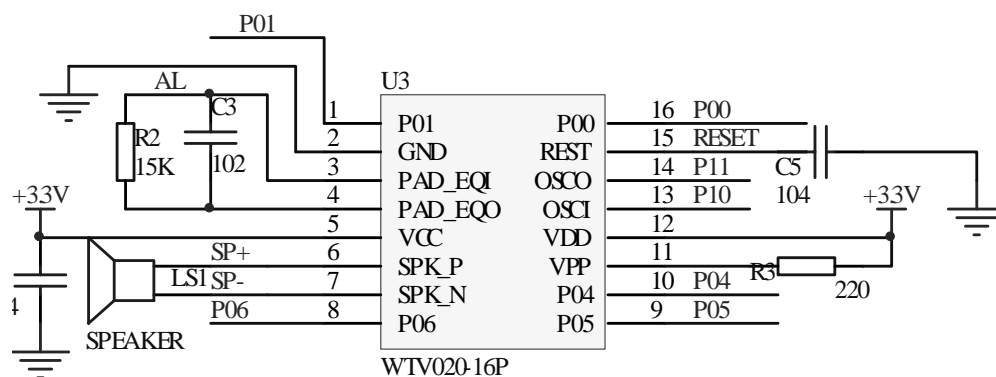 P01
U3
AL
C3
1
P01
P00
16
P00
R2
2
GND
REST
15
RESET
15K
102
3
PAD_EQI
OSCO
14
P11
C5
104
4
PAD_EQO
OSCI
13
P10
+33V
+33V
5
VCC
VDD
12
SP+
6
SPK_P
VPP
11
R3
220
LS1
SP-
7
SPK_N
P04
10
P04
4
P06
8
P06
P05
9
P05
SPEAKER
WTV020-16P